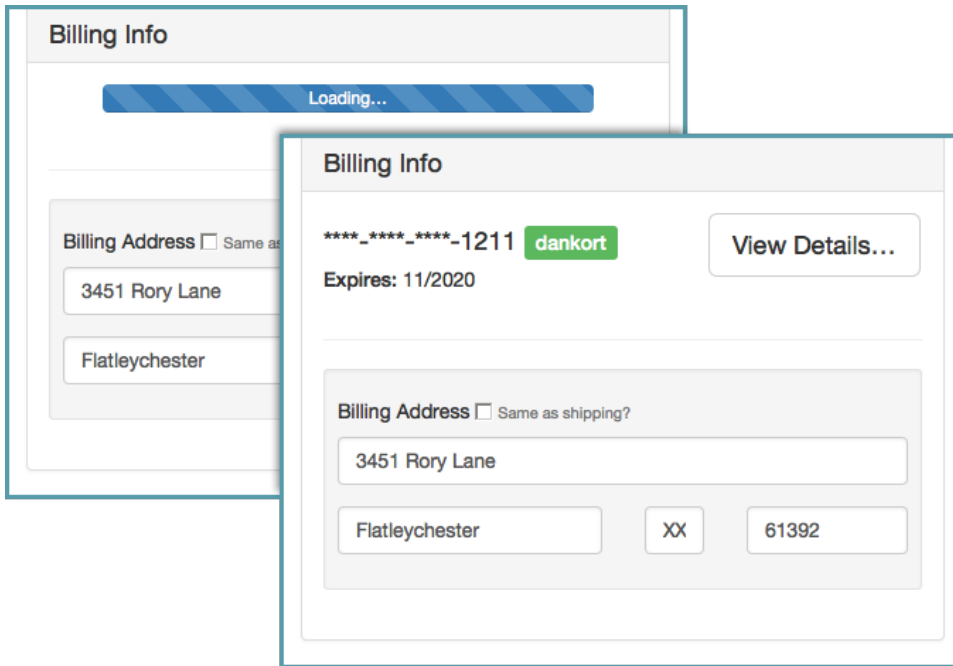 Billing Info
Loading...
Billing Address Same as
3451 Rory Lane
Flatleychester
Billing Info
****-****-****-1211 dankort
View Details...
Expires: 11/2020
Billing Address Same as shipping?
3451 Rory Lane
Flatleychester XX 61392